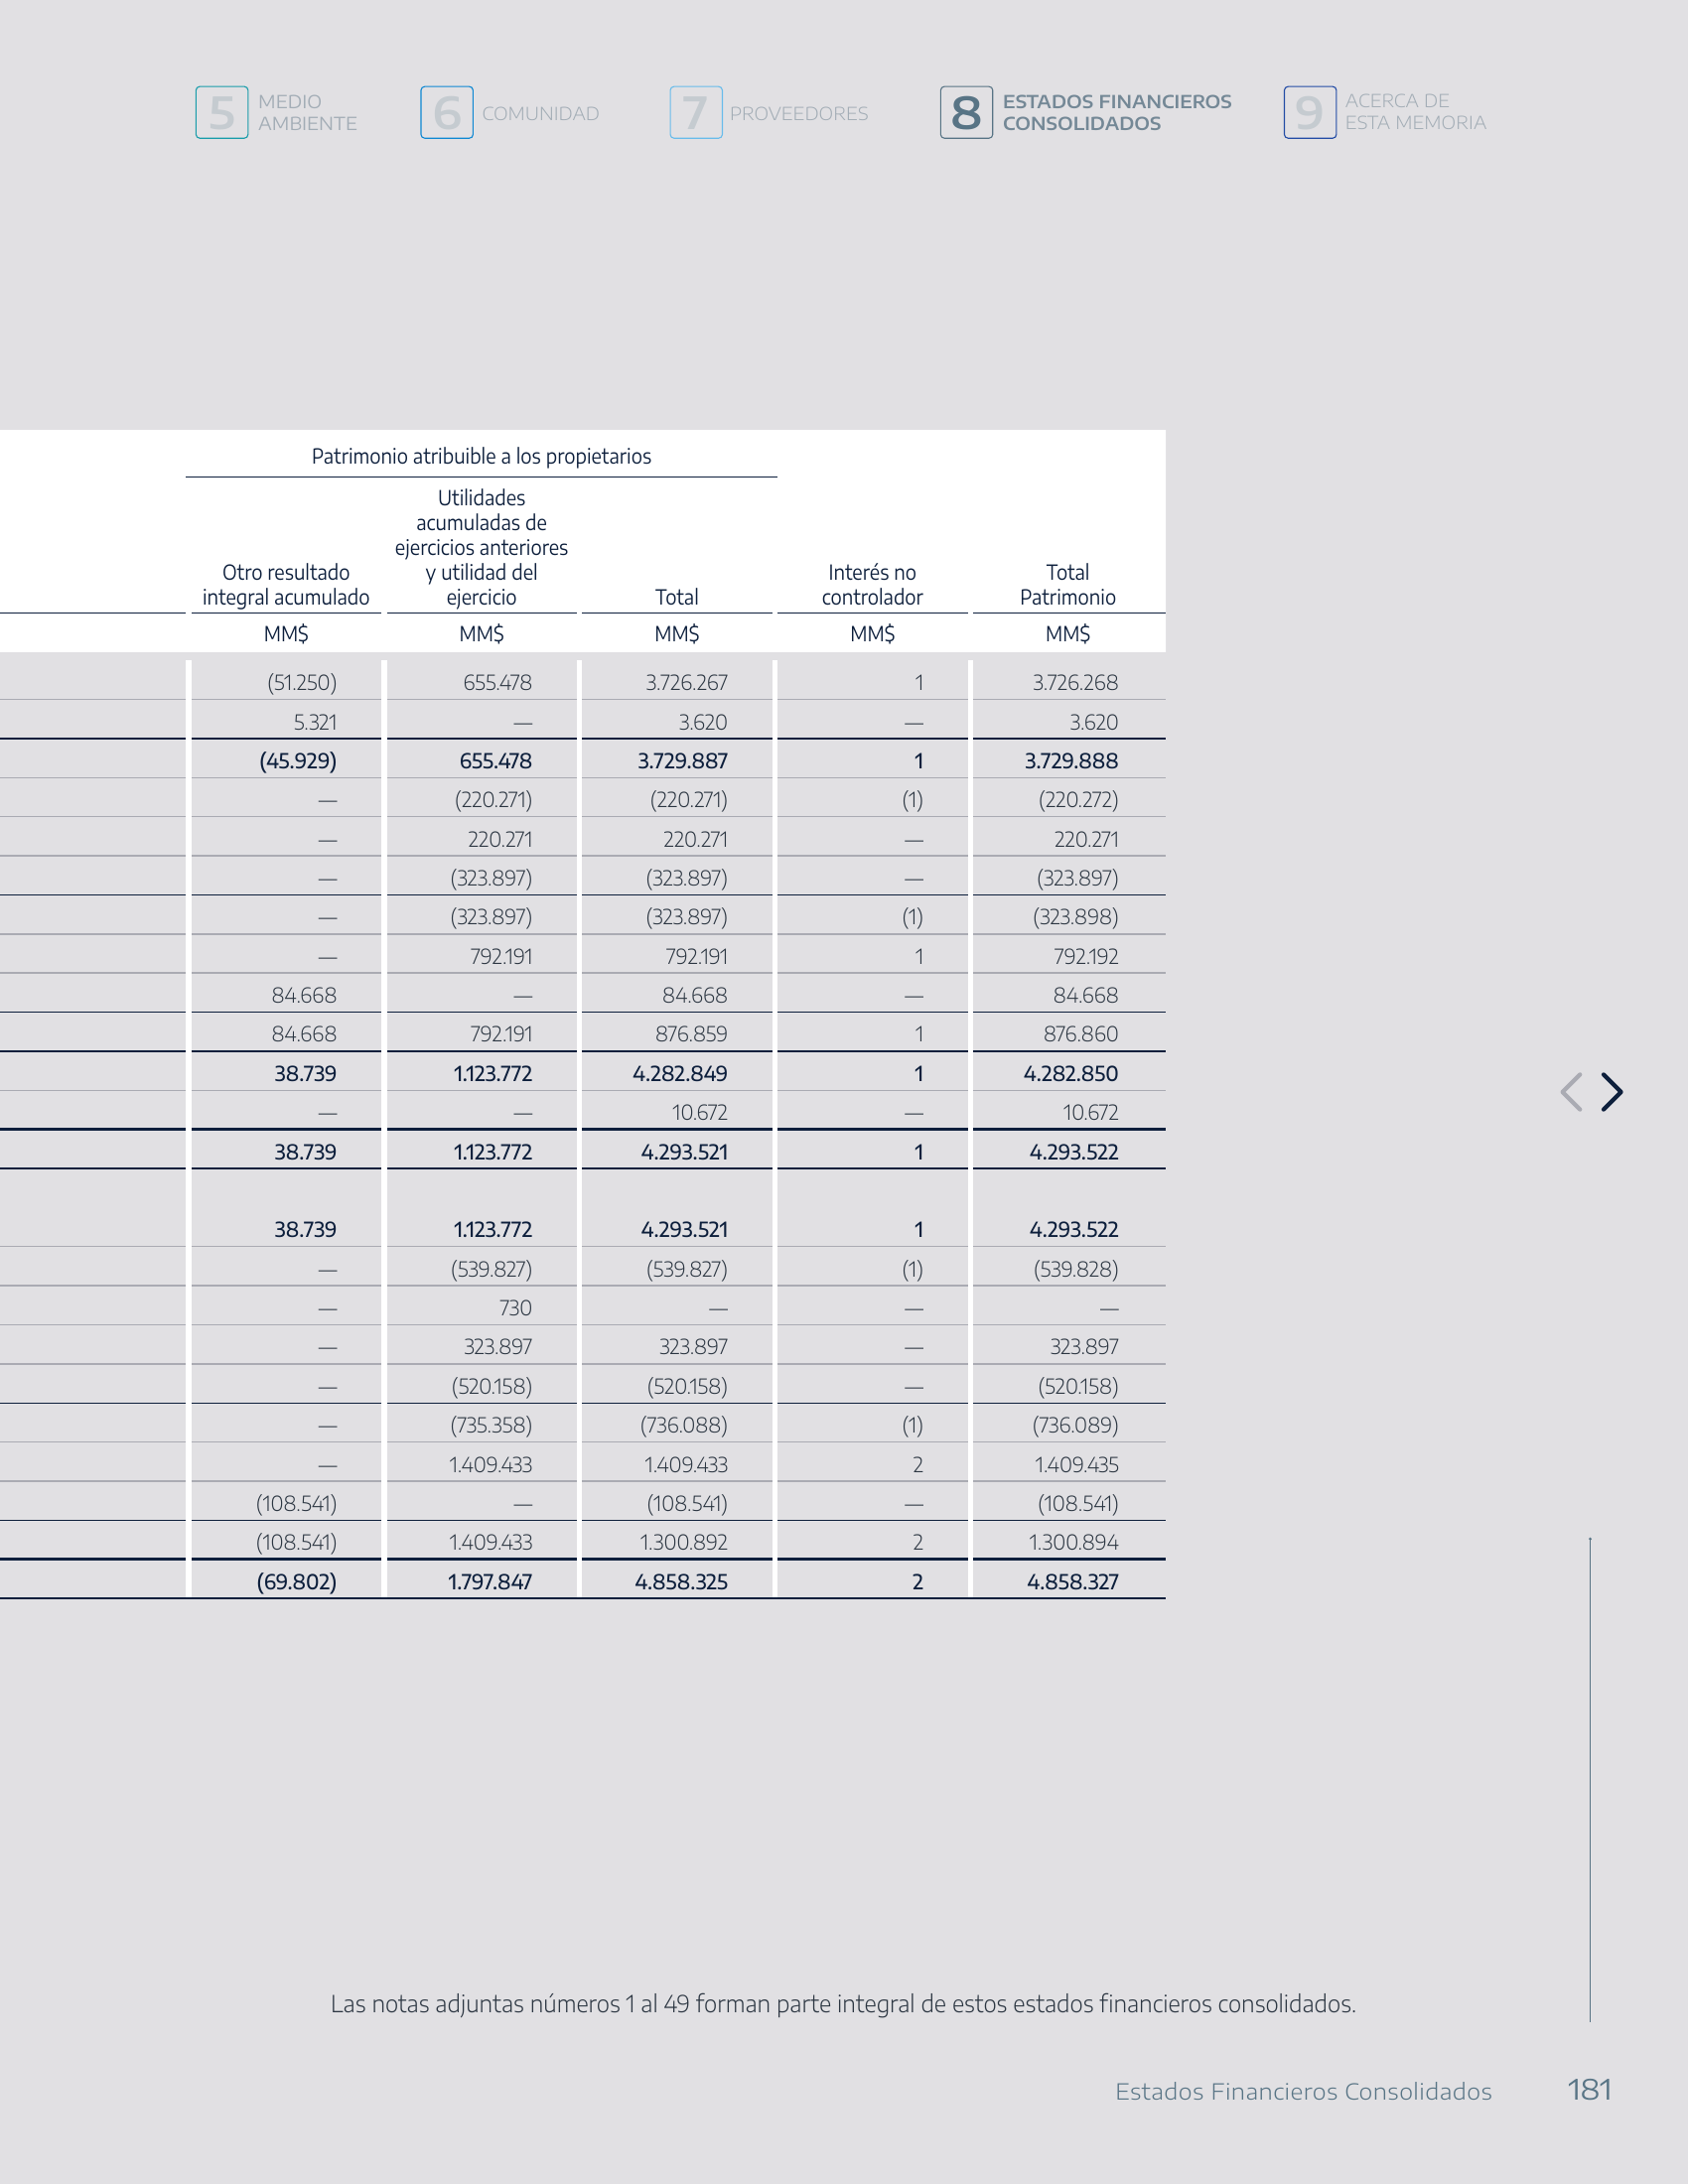 5 MEDIO AMBIENTE
6 COMUNIDAD
7 PROVEEDORES
8 ESTADOS FINANCIEROS CONSOLIDADOS
9 ACERCA DE ESTA MEMORIA
Patrimonio atribuible a los propietarios
Otro resultado integral acumulado
Utilidades acumuladas de ejercicios anteriores y utilidad del ejercicio
Total
Interés no controlador
Total Patrimonio
MM$ MM$ MM$ MM$ MM$
(51.250) 655.478 3.726.267 1 3.726.268
5.321 — 3.620 — 3.620
(45.929) 655.478 3.729.887 1 3.729.888
— (220.271) (220.271) (1) (220.272)
— 220.271 220.271 — 220.271
— (323.897) (323.897) — (323.897)
— (323.897) (323.897) (1) (323.898)
— 792.191 792.191 1 792.192
84.668 — 84.668 — 84.668
84.668 792.191 876.859 1 876.860
38.739 1.123.772 4.282.849 1 4.282.850
— — 10.672 — 10.672
38.739 1.123.772 4.293.521 1 4.293.522
38.739 1.123.772 4.293.521 1 4.293.522
— (539.827) (539.827) (1) (539.828)
— 730 — — —
— 323.897 323.897 — 323.897
— (520.158) (520.158) — (520.158)
— (735.358) (736.088) (1) (736.089)
— 1.409.433 1.409.433 2 1.409.435
(108.541) — (108.541) — (108.541)
(108.541) 1.409.433 1.300.892 2 1.300.894
(69.802) 1.797.847 4.858.325 2 4.858.327
Las notas adjuntas números 1 al 49 forman parte integral de estos estados financieros consolidados.
Estados Financieros Consolidados 181